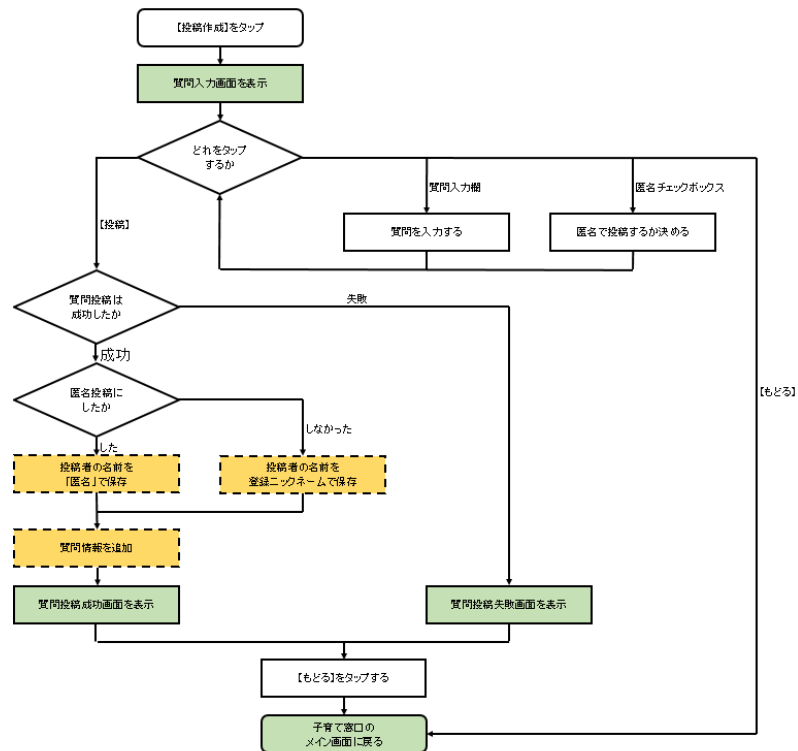 【投稿作成】をタップ
質問入力画面を表示
どれをタップ
するか
質問入力欄
匿名チェックボックス
【投稿】
質問を入力する
匿名で投稿するか決める
質問投稿は
成功したか
失敗
成功
【もどる】
匿名投稿に
したか
しなかった
した
投稿者の名前を
「匿名」で保存
投稿者の名前を
登録ニックネームで保存
質問情報を追加
質問投稿成功画面を表示
質問投稿失敗画面を表示
【もどる】をタップする
子育て窓口の
メイン画面に戻る